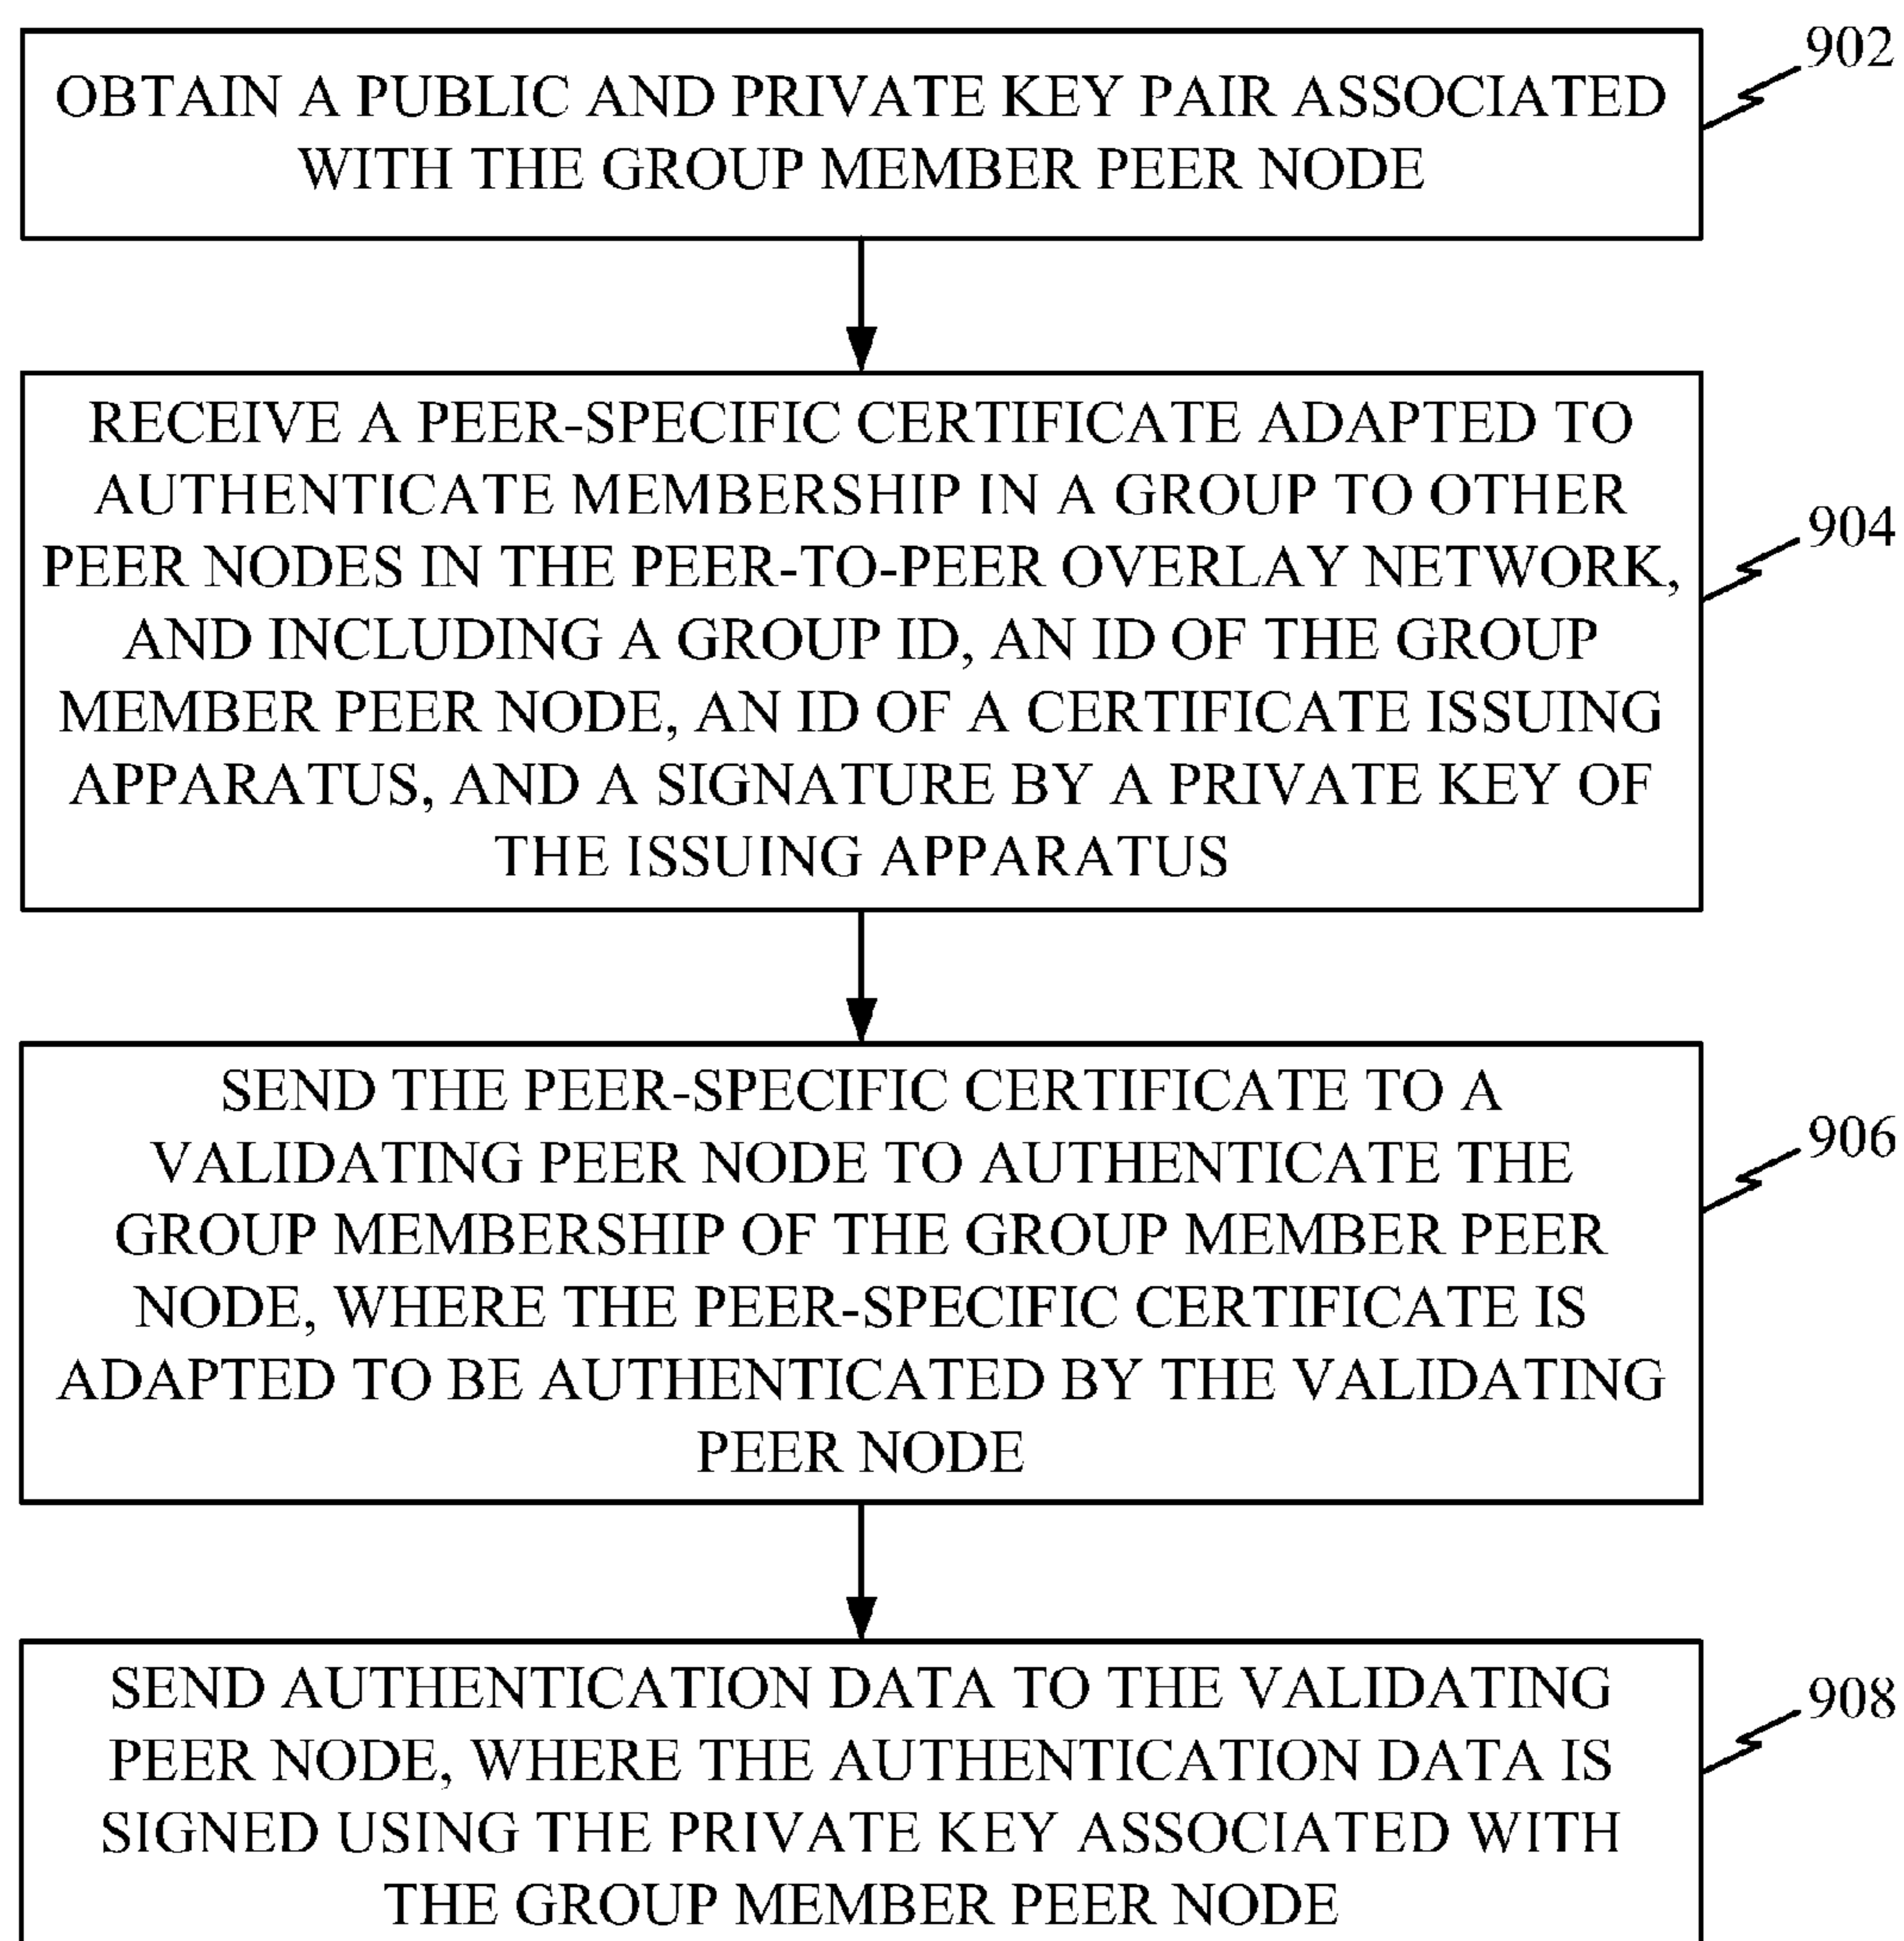 902
OBTAIN A PUBLIC AND PRIVATE KEY PAIR ASSOCIATED
WITH THE GROUP MEMBER PEER NODE
RECEIVE A PEER-SPECIFIC CERTIFICATE ADAPTED TO
AUTHENTICATE MEMBERSHIP IN A GROUP TO OTHER
PEER NODES IN THE PEER-TO-PEER OVERLAY NETWORK,
AND INCLUDING A GROUP ID, AN ID OF THE GROUP
MEMBER PEER NODE, AN ID OF A CERTIFICATE ISSUING
APPARATUS, AND A SIGNATURE BY A PRIVATE KEY OF
THE ISSUING APPARATUS
904
SEND THE PEER-SPECIFIC CERTIFICATE TO A
VALIDATING PEER NODE TO AUTHENTICATE THE
GROUP MEMBERSHIP OF THE GROUP MEMBER PEER
NODE, WHERE THE PEER-SPECIFIC CERTIFICATE IS
ADAPTED TO BE AUTHENTICATED BY THE VALIDATING
PEER NODE
906
SEND AUTHENTICATION DATA TO THE VALIDATING
PEER NODE, WHERE THE AUTHENTICATION DATA IS
SIGNED USING THE PRIVATE KEY ASSOCIATED WITH
THE GROUP MEMBER PEER NODE
908